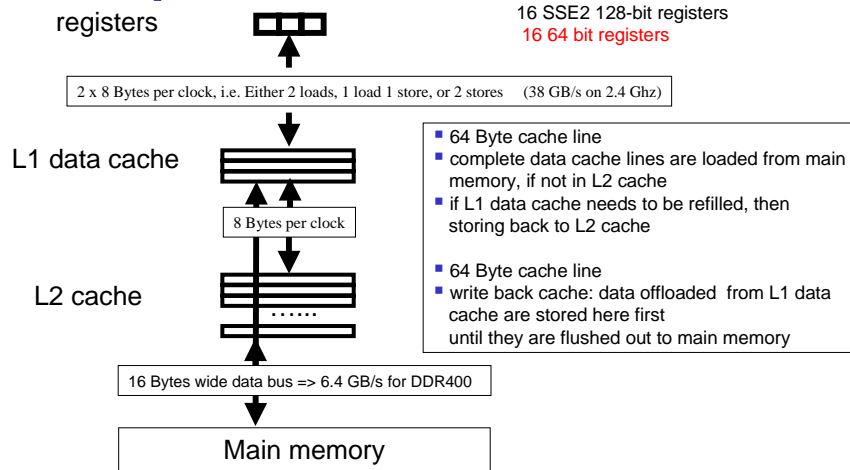 registers
16 SSE2 128-bit registers
16 64 bit registers
2 x 8 Bytes per clock, i.e. Either 2 loads, 1 load 1 store, or 2 stores (38 GB/s on 2.4 Ghz)
L1 data cache
8 Bytes per clock
L2 cache
......
16 Bytes wide data bus => 6.4 GB/s for DDR400
Main memory
64 Byte cache line
complete data cache lines are loaded from main
memory, if not in L2 cache
if L1 data cache needs to be refilled, then
storing back to L2 cache
64 Byte cache line
write back cache: data offloaded from L1 data
cache are stored here first
until they are flushed out to main memory